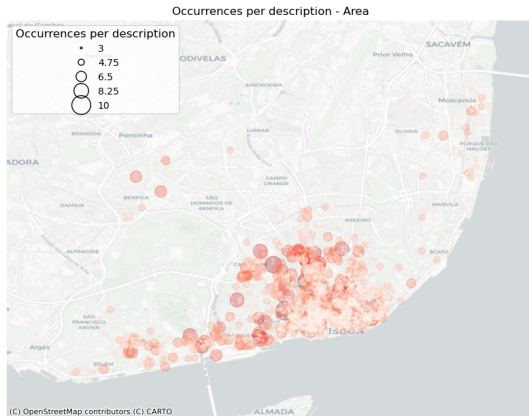 Occurrences per description - Area
Occurrences per description
3
4.75
6.5
8.25
10
SACAVÉM
ODIVELAS
Prior Velho
AMEIXOEIRA
Moscavide
BRANDOA
Pontinha
LUMIAR
OLIVAIS
PARQUE DAS
NAÇÕES
ADORA
CAMPO
GRANDE
BENFICA
SÃO
DOMINGOS DE
BENFICA
DAMAIA
MARVILA
AREEIRO
ALFRAGIDE
BEATO
SÃO
FRANCISCO
XAVIER
LISBOA
Algés
BELÉM
ALMADA
(C) OpenStreetMap contributors (C) CARTO